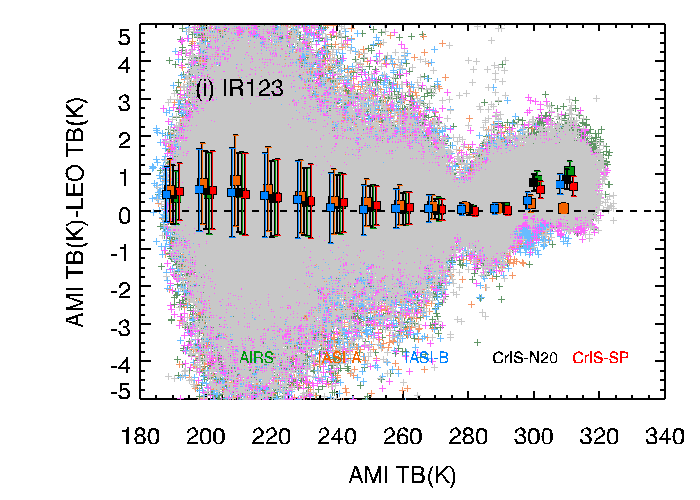 5
4
3
2
1
0
-1
-2
-3
-4
-5
AMI TB(K)-LEO TB(K)
(i) IR123
AIRS IASI-A IASI-B CrIS-N20 CrIS-SP
180 200 220 240 260 280 300 320 340
AMI TB(K)